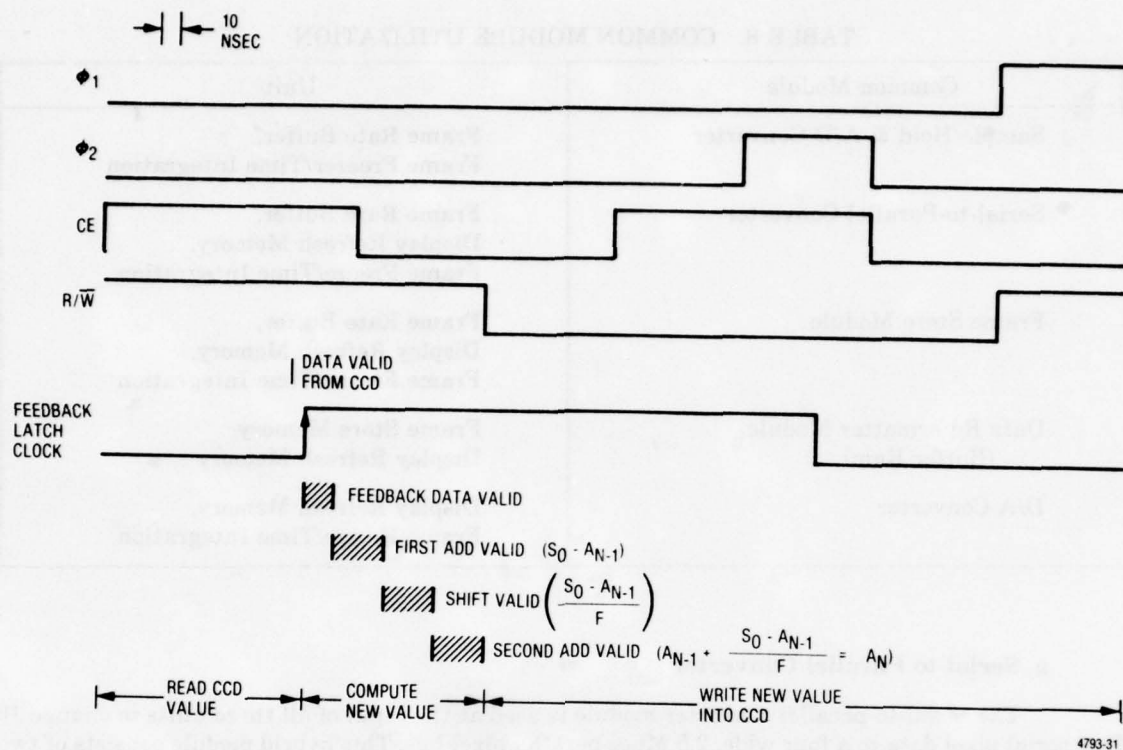 10
NSEC
ϕ1
ϕ2
CE
R/W̅
DATA VALID
FROM CCD
FEEDBACK
LATCH
CLOCK
FEEDBACK DATA VALID
FIRST ADD VALID (S0 - AN-1)
SHIFT VALID (S0 - AN-1 / F)
SECOND ADD VALID (AN-1 + S0 - AN-1 / F = AN)
READ CCD
VALUE
COMPUTE
NEW VALUE
WRITE NEW VALUE
INTO CCD
4793-31